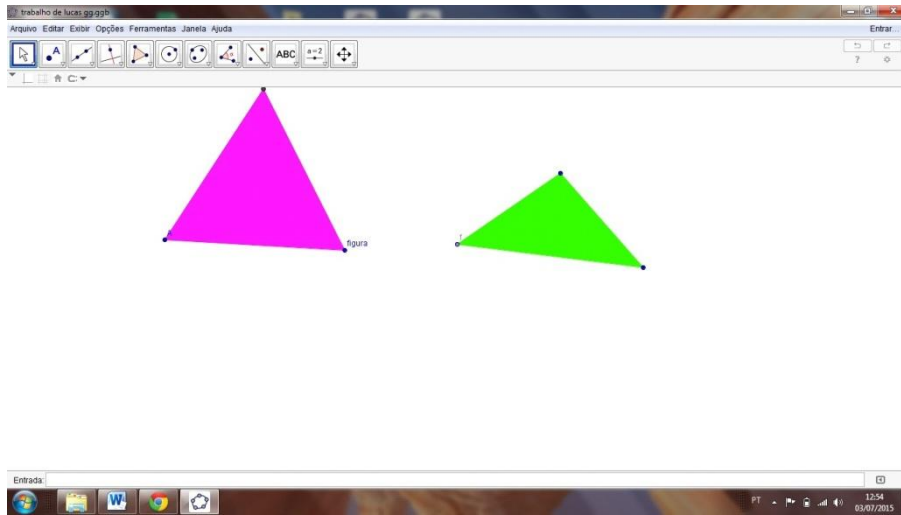 trabalho de lucas gg.ggb
Arquivo Editar Exibir Opções Ferramentas Janela Ajuda Entrar...
A ABC a=2
?
C:
A
figura
Entrada:
W PT 12:54
03/07/2015